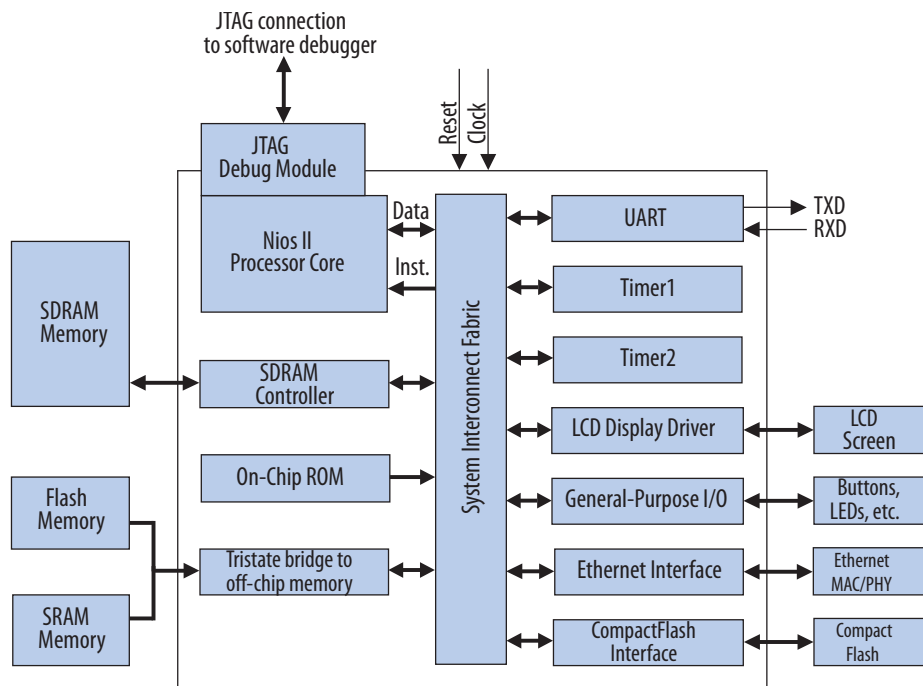 JTAG connection
to software debugger
Reset
Clock
JTAG
Debug Module
Nios II
Processor Core
Data
Inst.
System Interconnect Fabric
UART
TXD
RXD
Timer1
Timer2
SDRAM
Memory
SDRAM
Controller
LCD Display Driver
LCD
Screen
On-Chip ROM
General-Purpose I/O
Buttons,
LEDs, etc.
Flash
Memory
SRAM
Memory
Tristate bridge to
off-chip memory
Ethernet Interface
Ethernet
MAC/PHY
CompactFlash
Interface
Compact
Flash